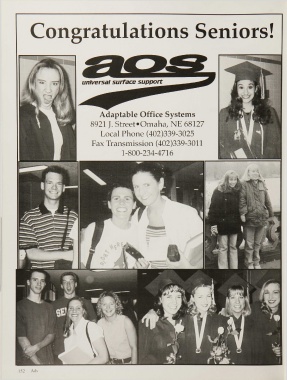 Congratulations Seniors!
aos
universal surface support
Adaptable Office Systems
8921 J. Street•Omaha, NE 68127
Local Phone (402)339-3025
Fax Transmission (402)339-3011
1-800-234-4716